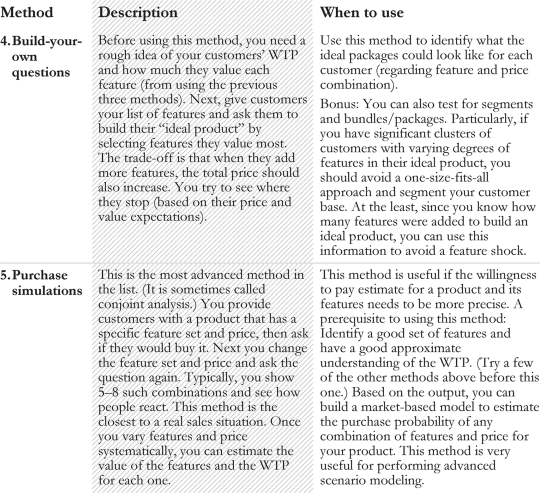 Method Description When to use
4. Build-your-own questions
Before using this method, you need a
rough idea of your customers' WTP
and how much they value each
feature (from using the previous
three methods). Next, give customers
your list of features and ask them to
build their “ideal product” by
selecting features they value most.
The trade-off is that when they add
more features, the total price should
also increase. You try to see where
they stop (based on their price and
value expectations).
Use this method to identify what the
ideal packages could look like for each
customer (regarding feature and price
combination).
Bonus: You can also test for segments
and bundles/packages. Particularly, if
you have significant clusters of
customers with varying degrees of
features in their ideal product, you
should avoid a one-size-fits-all
approach and segment your customer
base. At the least, since you know how
many features were added to build an
ideal product, you can use this
information to avoid a feature shock.
5. Purchase
simulations
This is the most advanced method in
the list. (It is sometimes called
conjoint analysis.) You provide
customers with a product that has a
specific feature set and price, then ask
if they would buy it. Next you change
the feature set and price and ask the
question again. Typically, you show
5–8 such combinations and see how
people react. This method is the
closest to a real sales situation. Once
you vary features and price
systematically, you can estimate the
value of the features and the WTP
for each one.
This method is useful if the willingness
to pay estimate for a product and its
features needs to be more precise. A
prerequisite to using this method:
Identify a good set of features and
have a good approximate
understanding of the WTP. (Try a few
of the other methods above before this
one.) Based on the output, you can
build a market-based model to estimate
the purchase probability of any
combination of features and price for
your product. This method is very
useful for performing advanced
scenario modeling.